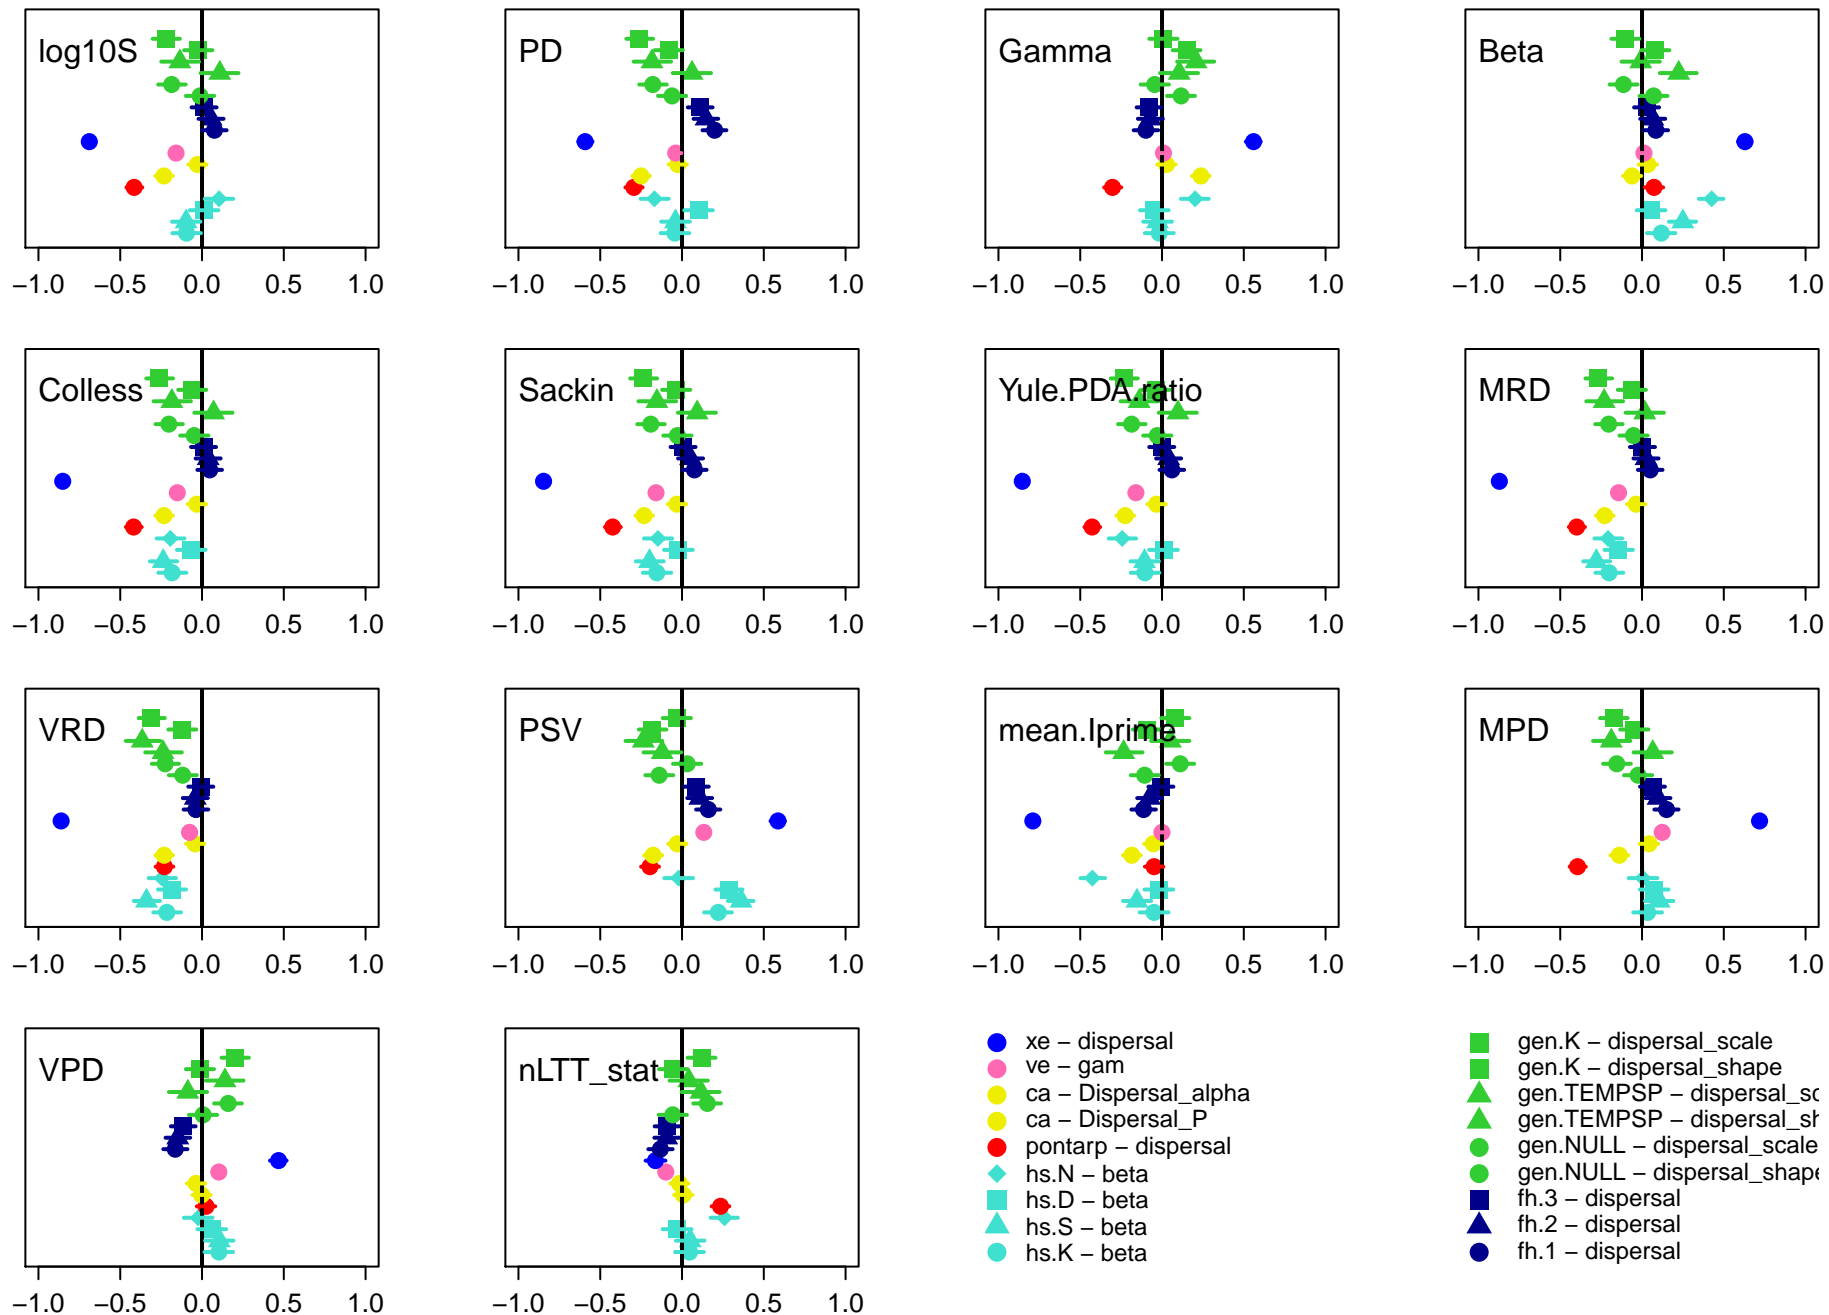 log10S
PD
Gamma
Beta
−1.0 −0.5 0.0 0.5 1.0
−1.0 −0.5 0.0 0.5 1.0
−1.0 −0.5 0.0 0.5 1.0
−1.0 −0.5 0.0 0.5 1.0
Colless
Sackin
Yule.PDA.ratio
MRD
−1.0 −0.5 0.0 0.5 1.0
−1.0 −0.5 0.0 0.5 1.0
−1.0 −0.5 0.0 0.5 1.0
−1.0 −0.5 0.0 0.5 1.0
VRD
PSV
mean.Iprime
MPD
−1.0 −0.5 0.0 0.5 1.0
−1.0 −0.5 0.0 0.5 1.0
−1.0 −0.5 0.0 0.5 1.0
−1.0 −0.5 0.0 0.5 1.0
VPD
nLTT_stat
−1.0 −0.5 0.0 0.5 1.0
−1.0 −0.5 0.0 0.5 1.0
xe − dispersal
ve − gam
ca − Dispersal_alpha
ca − Dispersal_P
pontarp − dispersal
hs.N − beta
hs.D − beta
hs.S − beta
hs.K − beta
gen.K − dispersal_scale
gen.K − dispersal_shape
gen.TEMPSP − dispersal_sc
gen.TEMPSP − dispersal_sh
gen.NULL − dispersal_scale
gen.NULL − dispersal_shape
fh.3 − dispersal
fh.2 − dispersal
fh.1 − dispersal